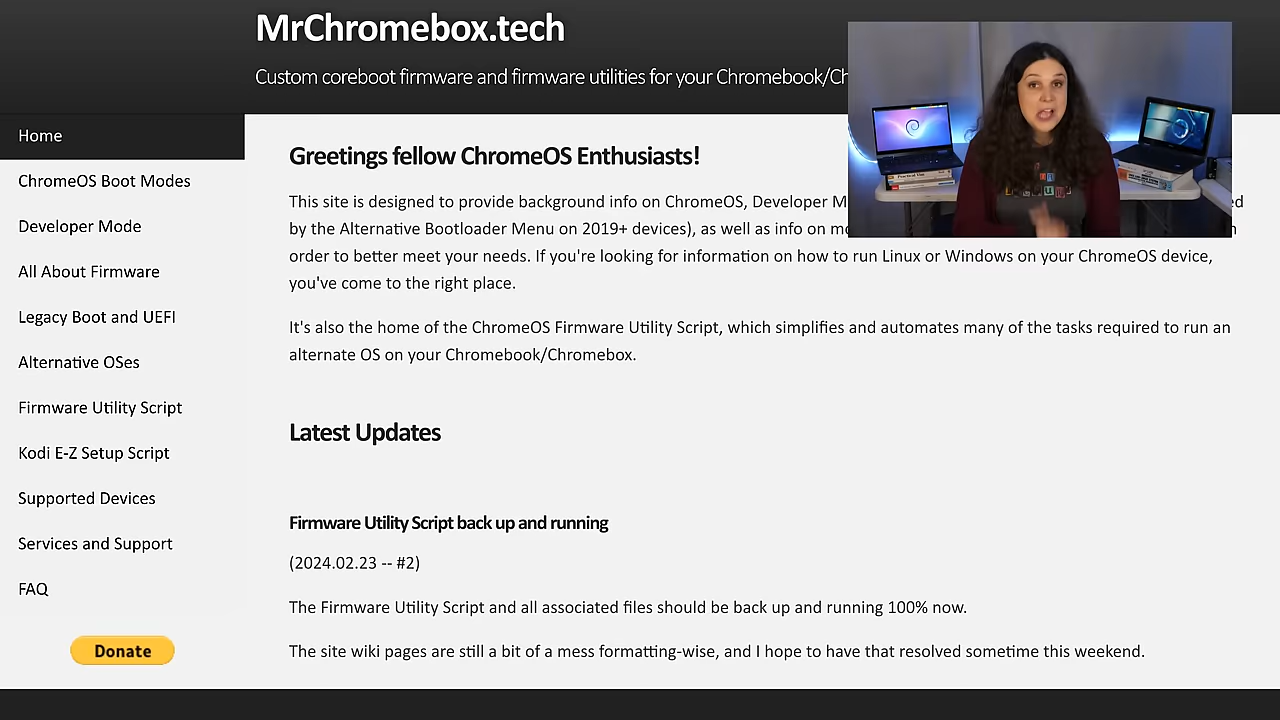 MrChromebox.tech
Custom coreboot firmware and firmware utilities for your Chromebook/Ch
Home
ChromeOS Boot Modes
Developer Mode
All About Firmware
Legacy Boot and UEFI
Alternative OSes
Firmware Utility Script
Kodi E-Z Setup Script
Supported Devices
Services and Support
FAQ
Donate
Greetings fellow ChromeOS Enthusiasts!
This site is designed to provide background info on ChromeOS, Developer M
by the Alternative Bootloader Menu on 2019+ devices), as well as info on mo
order to better meet your needs. If you're looking for information on how to run Linux or Windows on your ChromeOS device,
you've come to the right place.
It's also the home of the ChromeOS Firmware Utility Script, which simplifies and automates many of the tasks required to run an
alternate OS on your Chromebook/Chromebox.
Latest Updates
Firmware Utility Script back up and running
(2024.02.23 -- #2)
The Firmware Utility Script and all associated files should be back up and running 100% now.
The site wiki pages are still a bit of a mess formatting-wise, and I hope to have that resolved sometime this weekend.